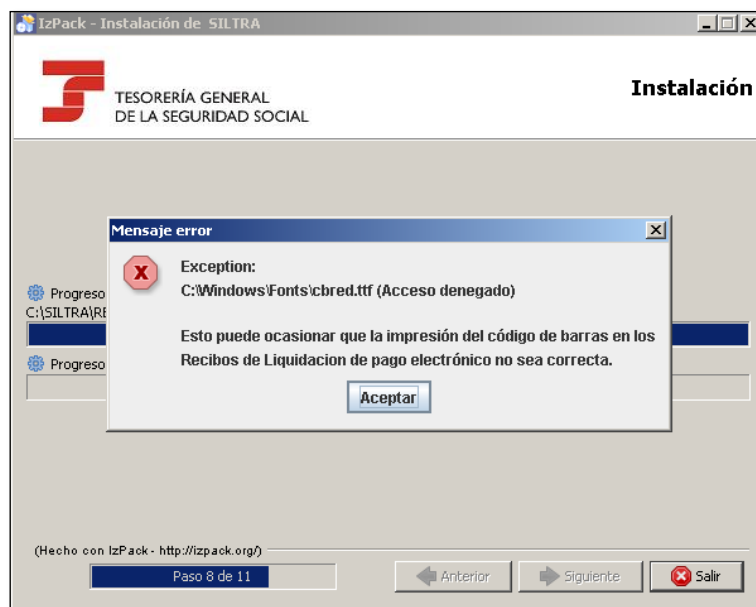 IzPack - Instalación de SILTRA
TESORERÍA GENERAL
DE LA SEGURIDAD SOCIAL
Instalación
Mensaje error
Exception:
C:\Windows\Fonts\cbred.ttf (Acceso denegado)
Esto puede ocasionar que la impresión del código de barras en los
Recibos de Liquidacion de pago electrónico no sea correcta.
Aceptar
Progreso
C:\SILTRA\RE
Progreso
(Hecho con IzPack - http://izpack.org/)
Paso 8 de 11
Anterior
Siguiente
Salir